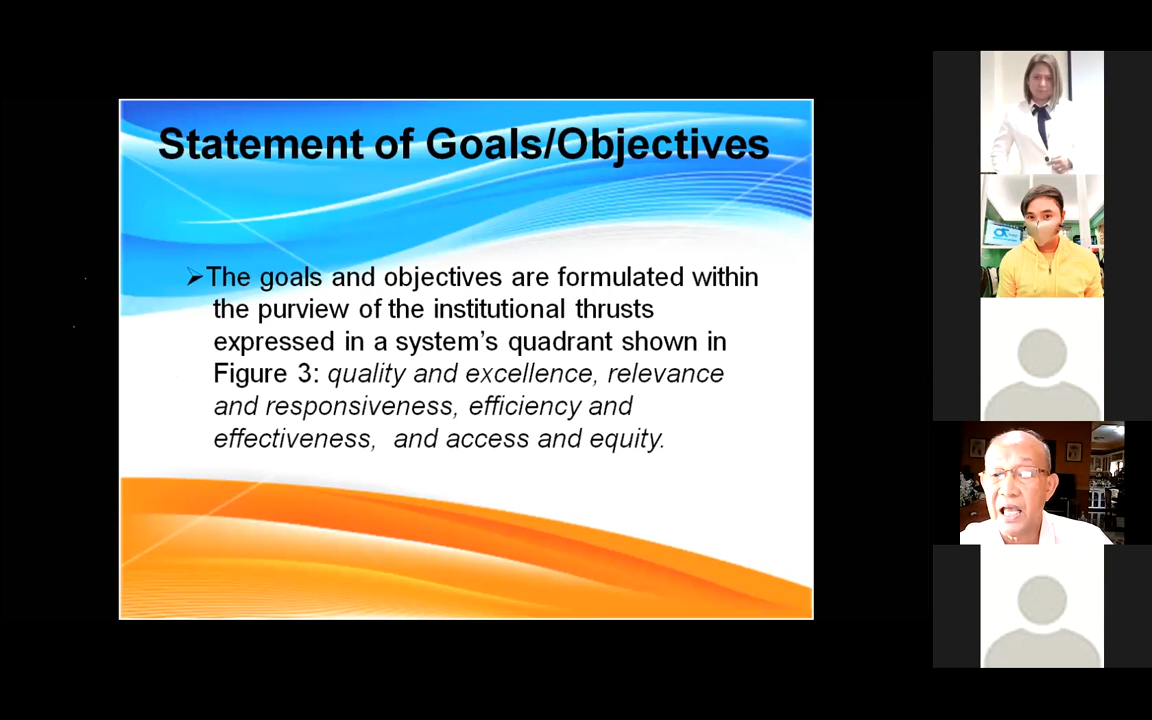 Statement of Goals/Objectives
➢The goals and objectives are formulated within
the purview of the institutional thrusts
expressed in a system’s quadrant shown in
Figure 3: quality and excellence, relevance
and responsiveness, efficiency and
effectiveness,  and access and equity.